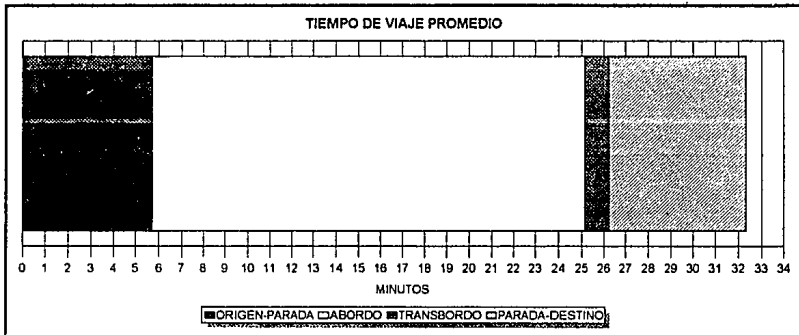 TIEMPO DE VIAJE PROMEDIO
0 1 2 3 4 5 6 7 8 9 10 11 12 13 14 15 16 17 18 19 20 21 22 23 24 25 26 27 28 29 30 31 32 33 34
MINUTOS
ORIGEN-PARADA ABORDO TRANSBORDO PARADA-DESTINO